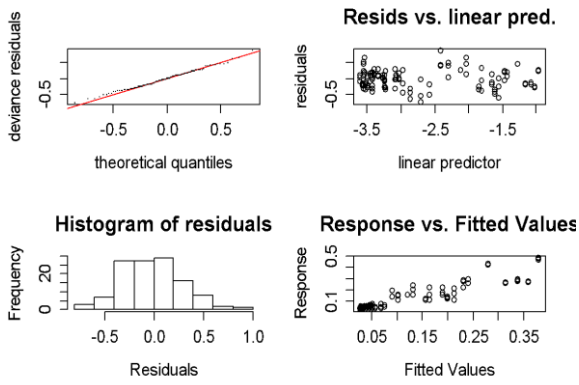 deviance residuals
-0.5
-0.5 0.0 0.5
theoretical quantiles
Resids vs. linear pred.
residuals
-0.5
-3.5 -2.5 -1.5
linear predictor
Histogram of residuals
Frequency
0 20
-0.5 0.0 0.5 1.0
Residuals
Response vs. Fitted Values
Response
0.1 0.5
0.05 0.15 0.25 0.35
Fitted Values